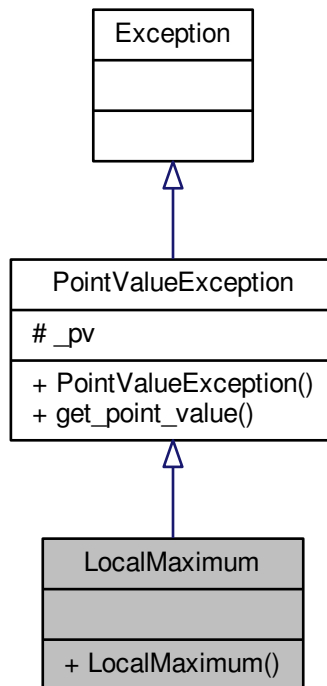 Exception
PointValueException
# _pv
+ PointValueException()
+ get_point_value()
LocalMaximum
+ LocalMaximum()